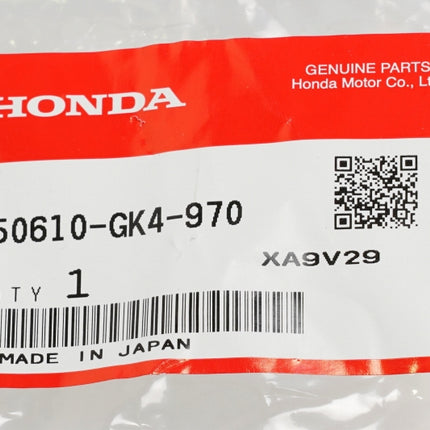 HONDA
GENUINE PARTS
Honda Motor Co., Lt
50610-GK4-970
XA9V29
TY 1
MADE IN JAPAN